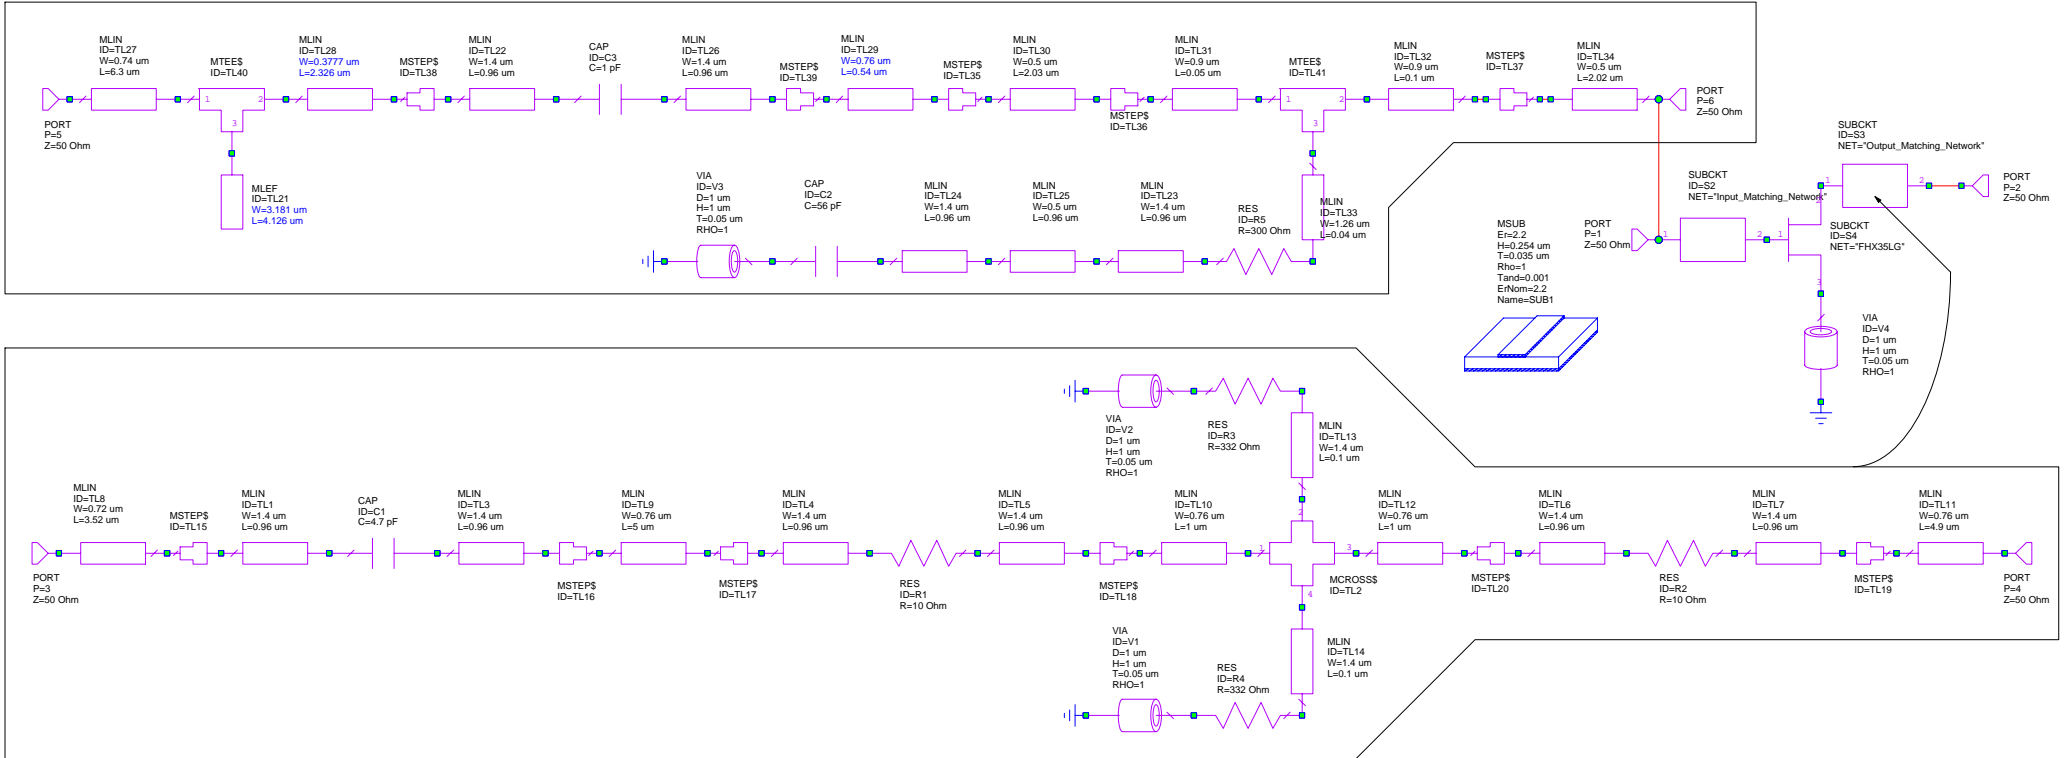 MLIN
ID=TL27
W=0.74 um
L=6.3 um
MTEE$
ID=TL40
MLIN
ID=TL28
W=0.3777 um
L=2.326 um
MSTEP$
ID=TL38
MLIN
ID=TL22
W=1.4 um
L=0.96 um
CAP
ID=C3
C=1 pF
MLIN
ID=TL26
W=1.4 um
L=0.96 um
MSTEP$
ID=TL39
MLIN
ID=TL29
W=0.76 um
L=0.54 um
MSTEP$
ID=TL35
MLIN
ID=TL30
W=0.5 um
L=2.03 um
MSTEP$
ID=TL36
MLIN
ID=TL31
W=0.9 um
L=0.05 um
MTEE$
ID=TL41
MLIN
ID=TL32
W=0.9 um
L=0.1 um
MSTEP$
ID=TL37
MLIN
ID=TL34
W=0.5 um
L=2.02 um
PORT
P=6
Z=50 Ohm
PORT
P=5
Z=50 Ohm
1
2
3
1
2
3
MLEF
ID=TL21
W=3.181 um
L=4.126 um
VIA
ID=V3
D=1 um
H=1 um
T=0.05 um
RHO=1
CAP
ID=C2
C=56 pF
MLIN
ID=TL24
W=1.4 um
L=0.96 um
MLIN
ID=TL25
W=0.5 um
L=0.96 um
MLIN
ID=TL23
W=1.4 um
L=0.96 um
RES
ID=R5
R=300 Ohm
MLIN
ID=TL33
W=1.26 um
L=0.04 um
MSUB
Er=2.2
H=0.254 um
T=0.035 um
Rho=1
Tand=0.001
ErNom=2.2
Name=SUB1
PORT
P=1
Z=50 Ohm
SUBCKT
ID=S2
NET="Input_Matching_Network"
1
2
SUBCKT
ID=S3
NET="Output_Matching_Network"
1
2
PORT
P=2
Z=50 Ohm
SUBCKT
ID=S4
NET="FHX35LG"
1
2
3
VIA
ID=V4
D=1 um
H=1 um
T=0.05 um
RHO=1
VIA
ID=V2
D=1 um
H=1 um
T=0.05 um
RHO=1
RES
ID=R3
R=332 Ohm
MLIN
ID=TL13
W=1.4 um
L=0.1 um
MLIN
ID=TL8
W=0.72 um
L=3.52 um
MSTEP$
ID=TL15
MLIN
ID=TL1
W=1.4 um
L=0.96 um
CAP
ID=C1
C=4.7 pF
MLIN
ID=TL3
W=1.4 um
L=0.96 um
MSTEP$
ID=TL16
MLIN
ID=TL9
W=0.76 um
L=5 um
MSTEP$
ID=TL17
MLIN
ID=TL4
W=1.4 um
L=0.96 um
RES
ID=R1
R=10 Ohm
MLIN
ID=TL5
W=1.4 um
L=0.96 um
MSTEP$
ID=TL18
MLIN
ID=TL10
W=0.76 um
L=1 um
1
2
3
4
MCROSS$
ID=TL2
MLIN
ID=TL12
W=0.76 um
L=1 um
MSTEP$
ID=TL20
MLIN
ID=TL6
W=1.4 um
L=0.96 um
RES
ID=R2
R=10 Ohm
MLIN
ID=TL7
W=1.4 um
L=0.96 um
MSTEP$
ID=TL19
MLIN
ID=TL11
W=0.76 um
L=4.9 um
PORT
P=4
Z=50 Ohm
PORT
P=3
Z=50 Ohm
VIA
ID=V1
D=1 um
H=1 um
T=0.05 um
RHO=1
RES
ID=R4
R=332 Ohm
MLIN
ID=TL14
W=1.4 um
L=0.1 um